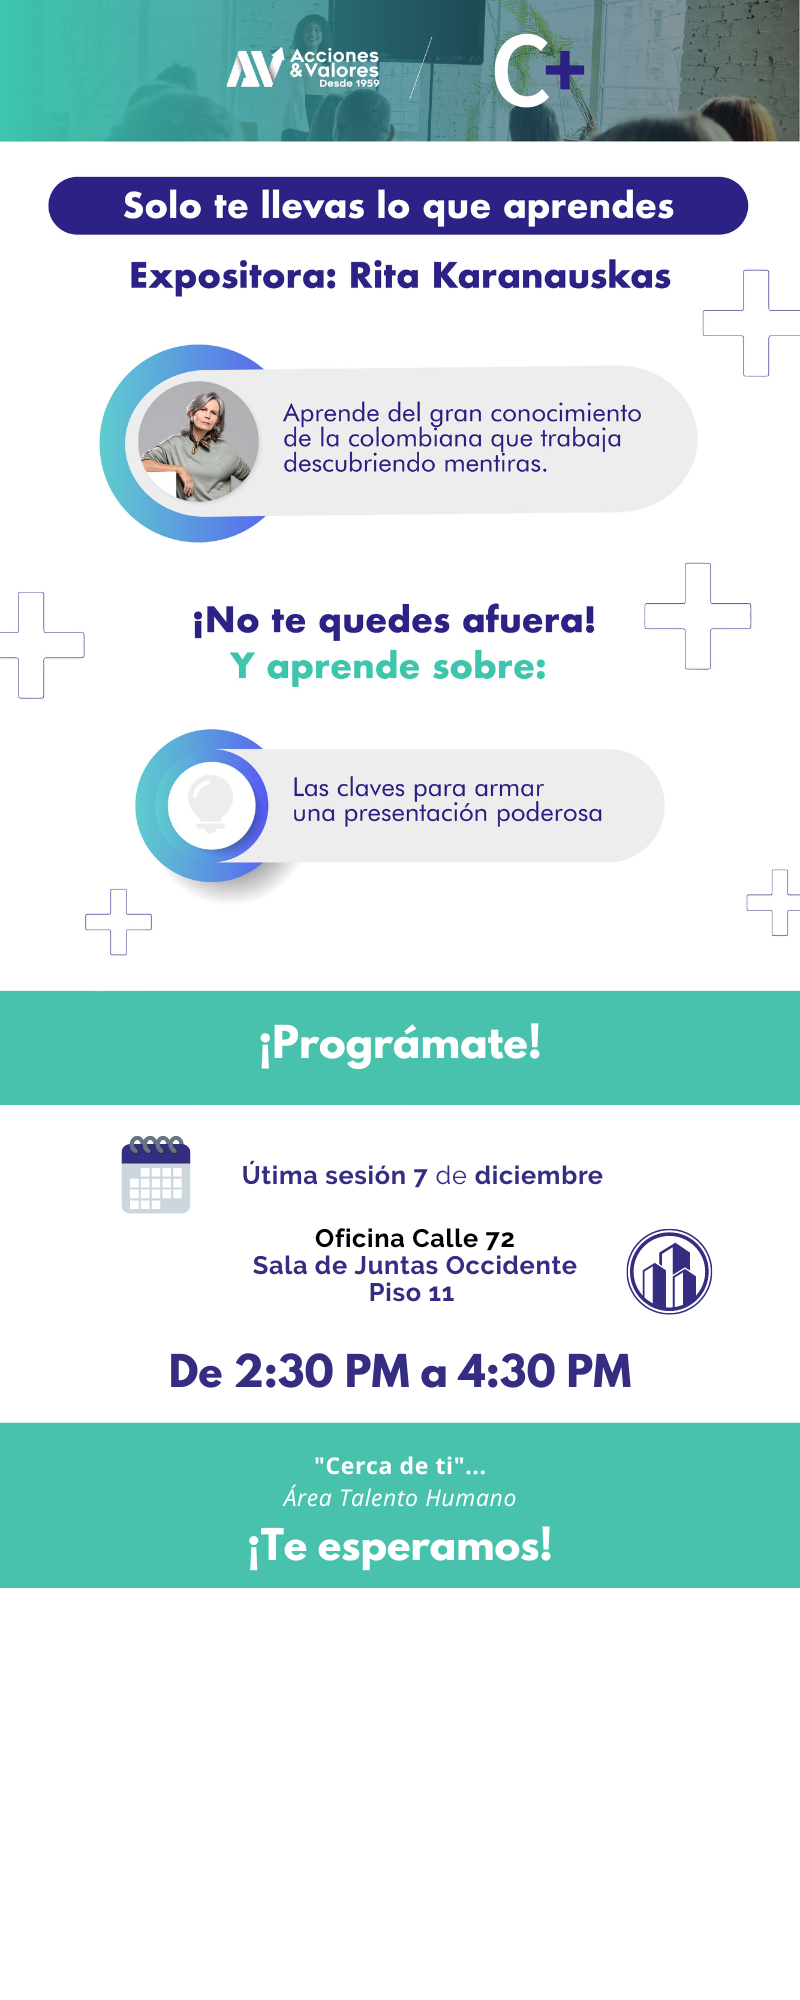 Acciones
&Valores
Desde 1959
C+
Solo te llevas lo que aprendes
Expositora: Rita Karanauskas
Aprende del gran conocimiento
de la colombiana que trabaja
descubriendo mentiras.
¡No te quedes afuera!
Y aprende sobre:
Las claves para armar
una presentación poderosa
¡Prográmate!
Útima sesión 7 de diciembre
Oficina Calle 72
Sala de Juntas Occidente
Piso 11
De 2:30 PM a 4:30 PM
"Cerca de ti"...
Área Talento Humano
¡Te esperamos!